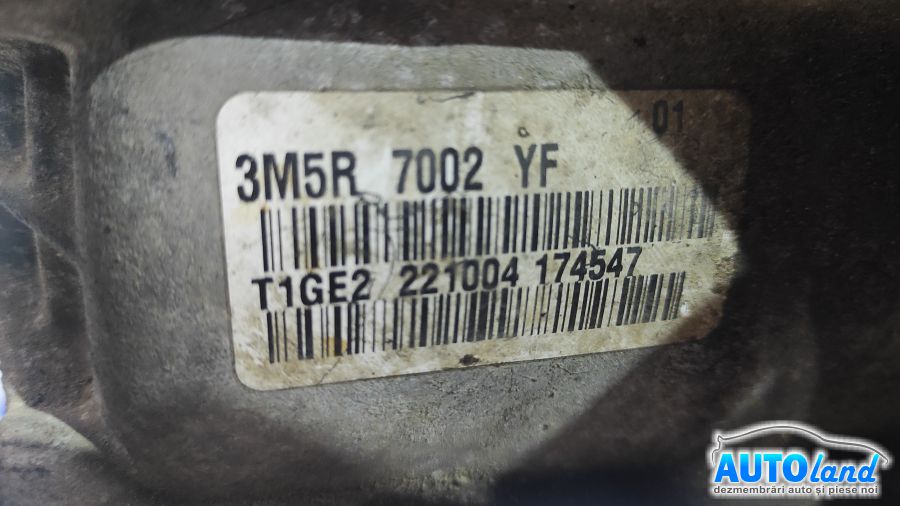 01
3M5R 7002 YF
T1GE2 221004 174547
AUTOland
dezmembrări auto și piese noi